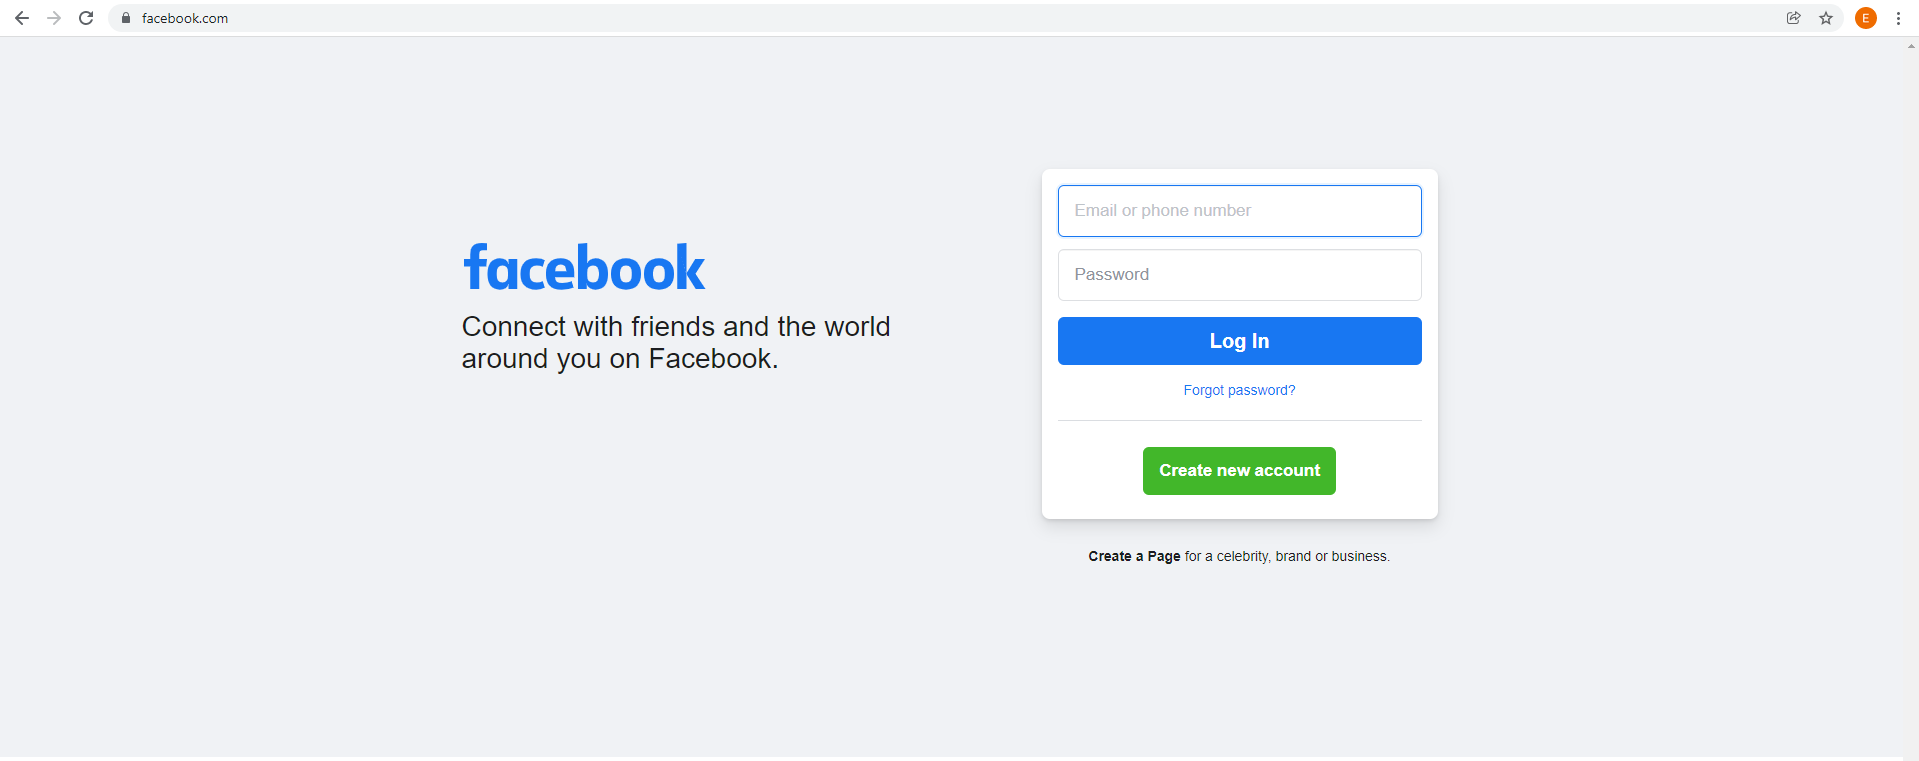 facebook.com
E
facebook
Connect with friends and the world
around you on Facebook.
Email or phone number
Password
Log In
Forgot password?
Create new account
Create a Page for a celebrity, brand or business.